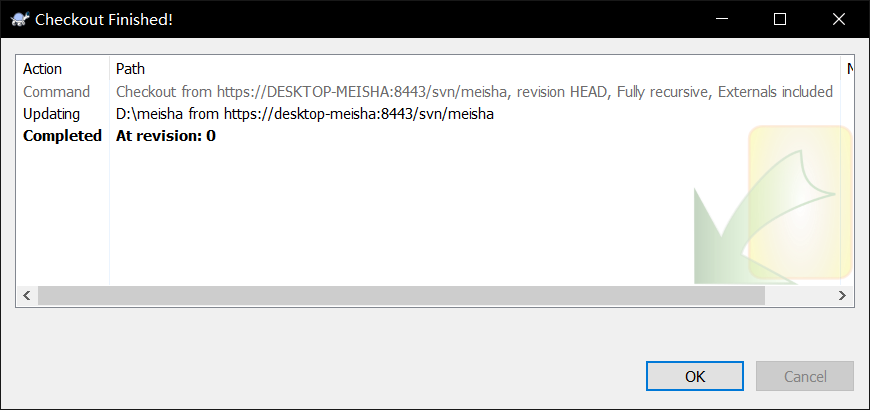 Checkout Finished!
Action Path
Command Checkout from https://DESKTOP-MEISHA:8443/svn/meisha, revision HEAD, Fully recursive, Externals included
Updating D:\meisha from https://desktop-meisha:8443/svn/meisha
Completed At revision: 0
OK Cancel